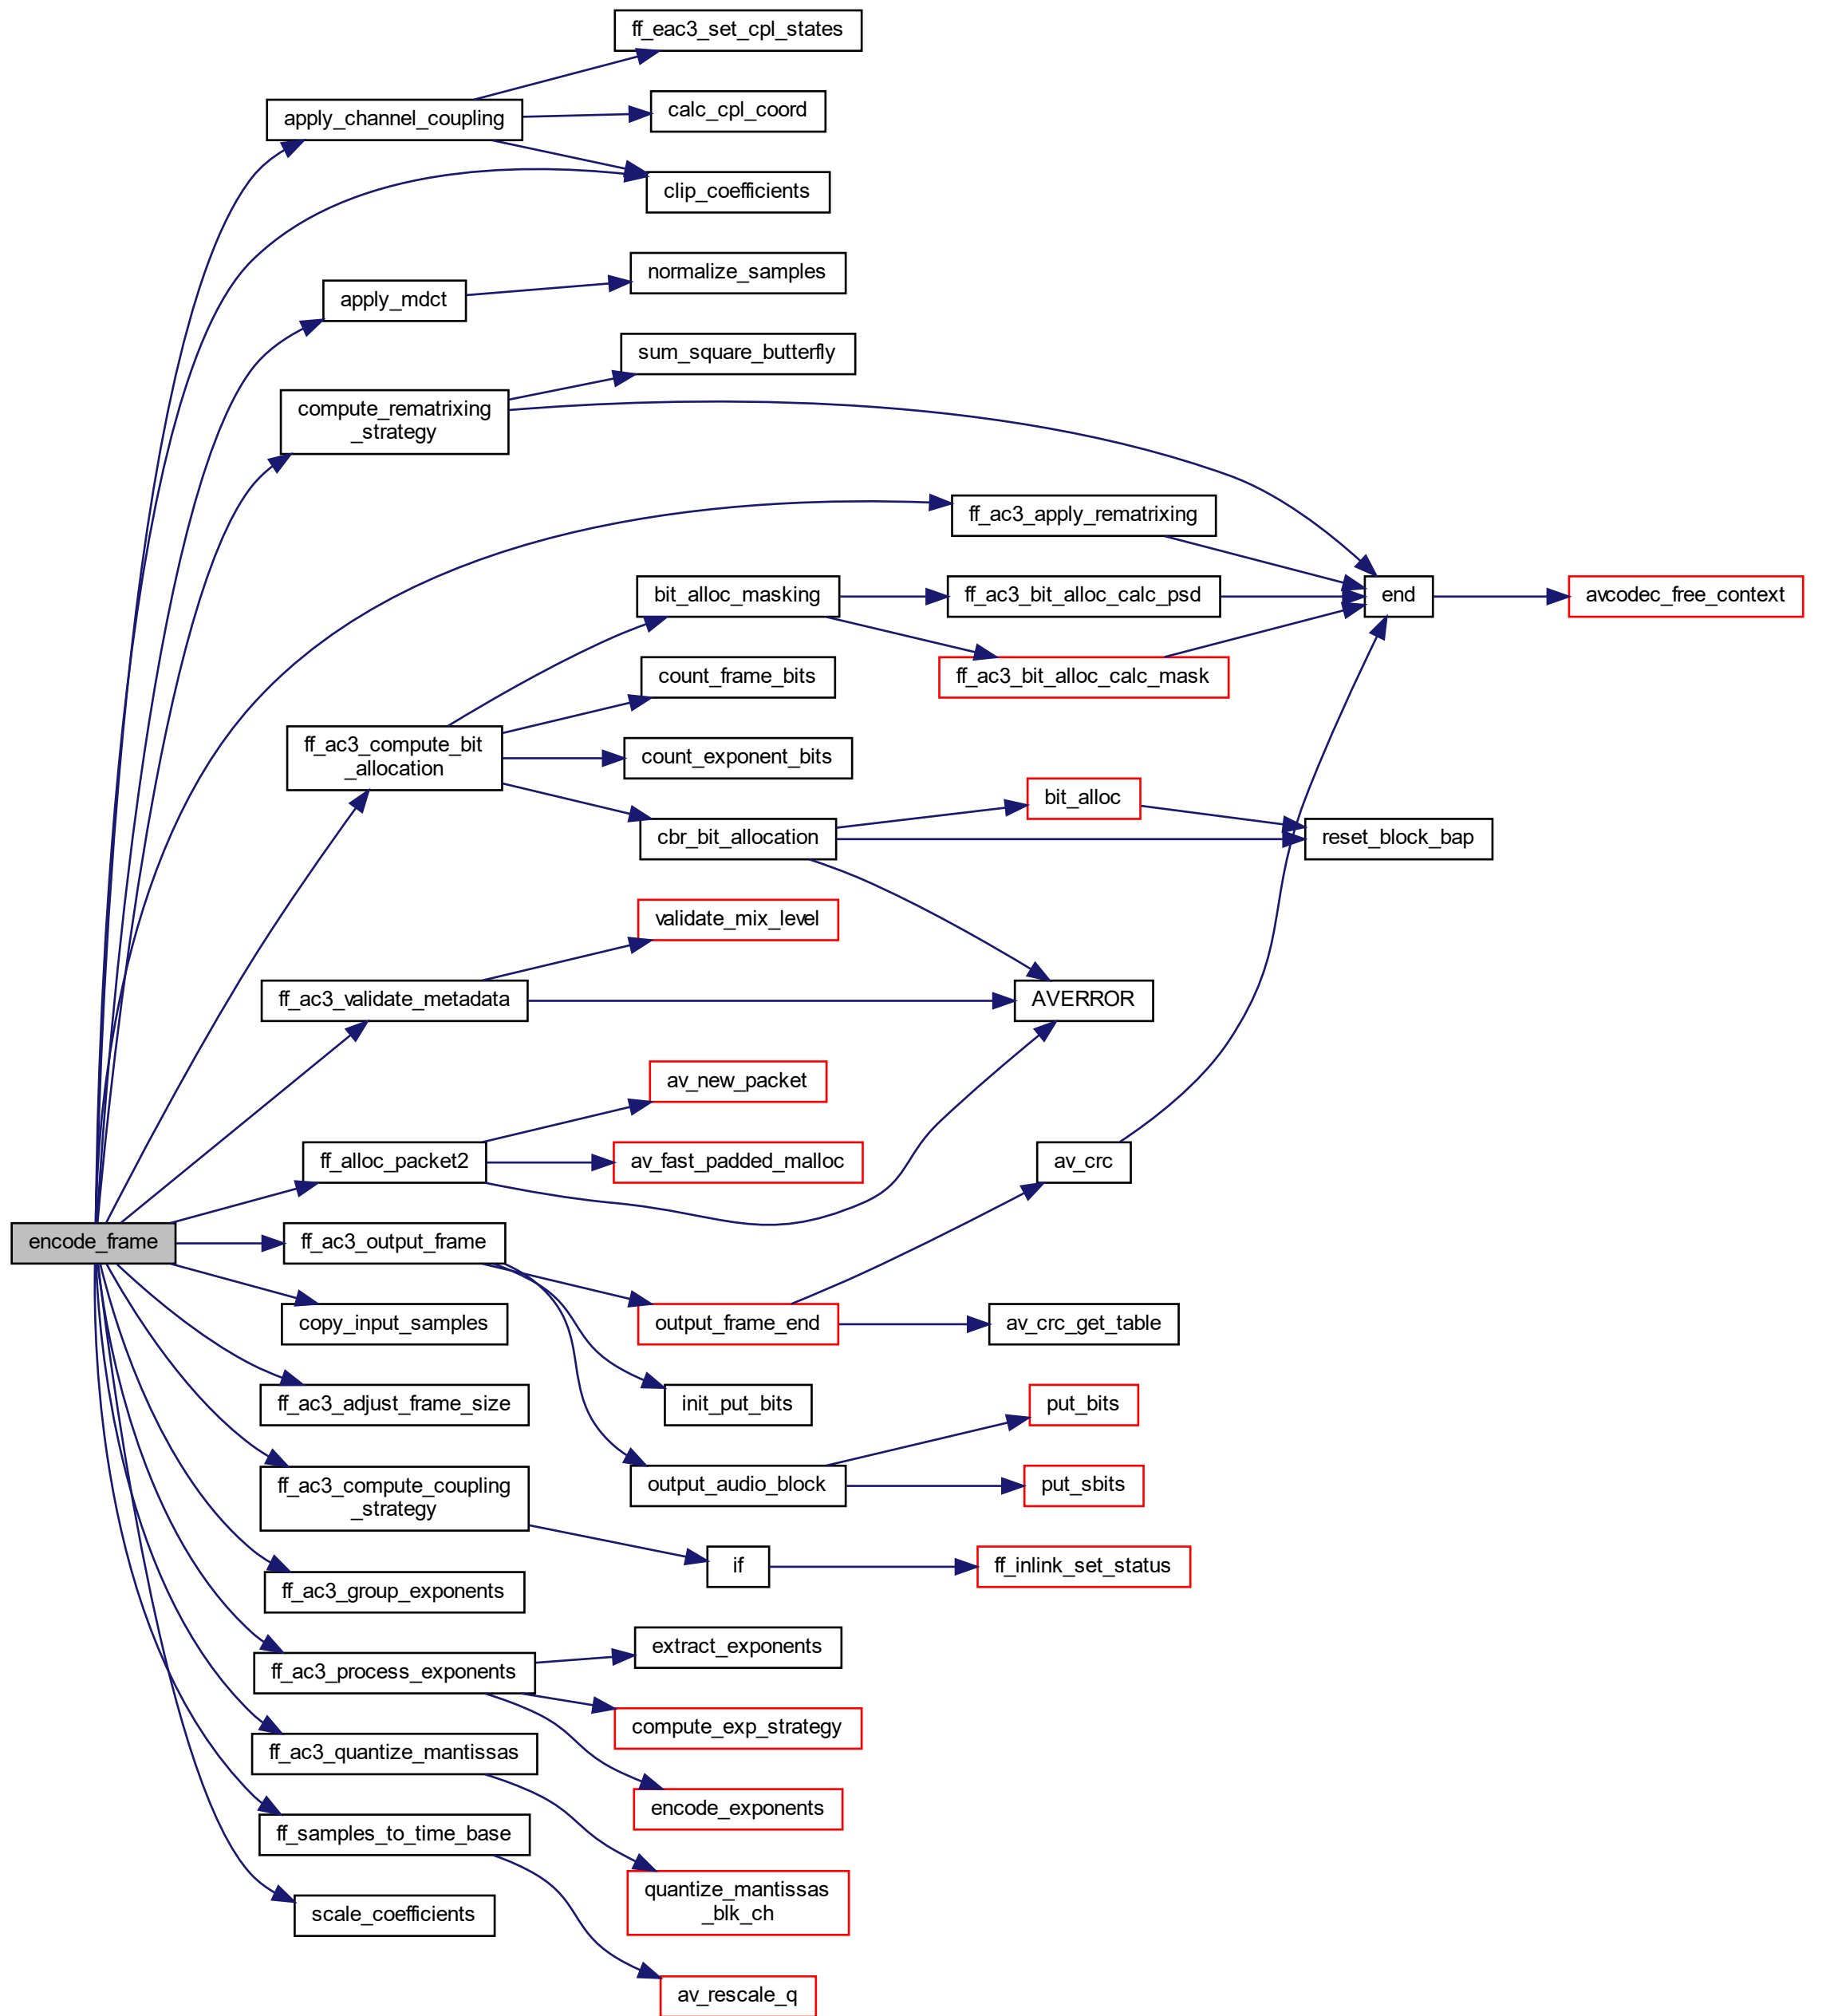 ff_eac3_set_cpl_states
apply_channel_coupling
calc_cpl_coord
clip_coefficients
normalize_samples
apply_mdct
sum_square_butterfly
compute_rematrixing
_strategy
ff_ac3_apply_rematrixing
bit_alloc_masking
ff_ac3_bit_alloc_calc_psd
end
avcodec_free_context
count_frame_bits
ff_ac3_bit_alloc_calc_mask
ff_ac3_compute_bit
_allocation
count_exponent_bits
bit_alloc
cbr_bit_allocation
reset_block_bap
validate_mix_level
ff_ac3_validate_metadata
AVERROR
av_new_packet
ff_alloc_packet2
av_fast_padded_malloc
av_crc
encode_frame
ff_ac3_output_frame
copy_input_samples
output_frame_end
av_crc_get_table
ff_ac3_adjust_frame_size
init_put_bits
put_bits
ff_ac3_compute_coupling
_strategy
output_audio_block
put_sbits
if
ff_inlink_set_status
ff_ac3_group_exponents
extract_exponents
ff_ac3_process_exponents
compute_exp_strategy
ff_ac3_quantize_mantissas
encode_exponents
ff_samples_to_time_base
quantize_mantissas
_blk_ch
scale_coefficients
av_rescale_q